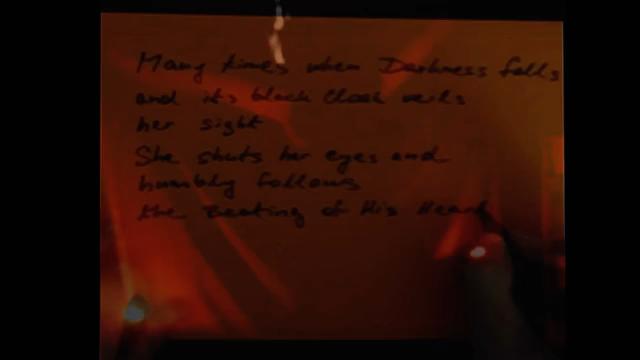 Many times when Darkness falls
and its black Cloak veils
her sight
She shuts her eyes and
humbly follows
the Beating of His Heart